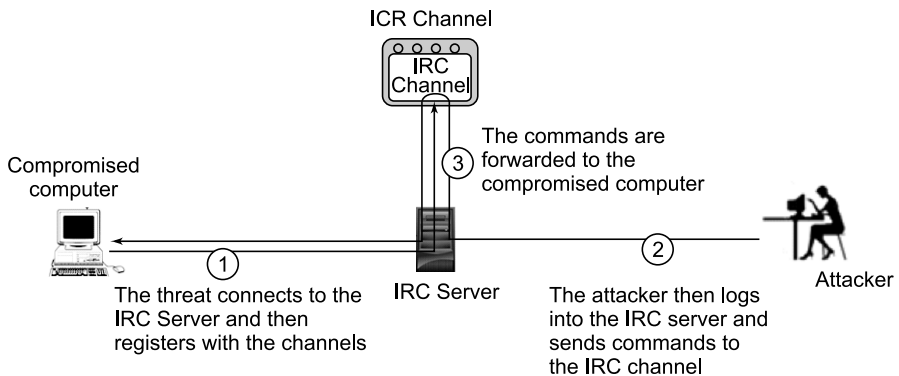 ICR Channel
IRC
Channel
3
The commands are
forwarded to the
compromised computer
Compromised
computer
1
2
IRC Server
Attacker
The threat connects to the
IRC Server and then
registers with the channels
The attacker then logs
into the IRC server and
sends commands to
the IRC channel